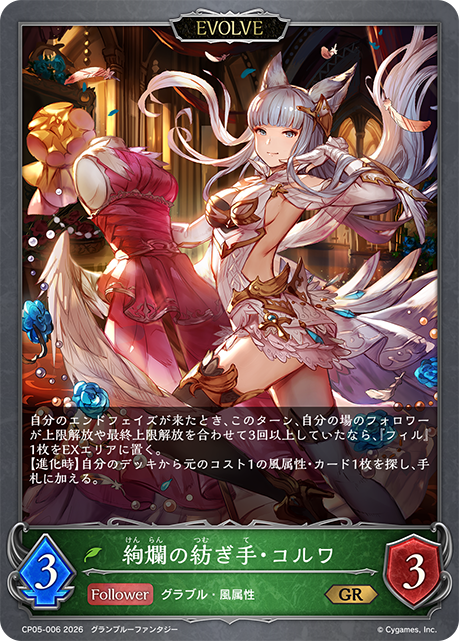 EVOLVE
自分のエンドフェイズが来たとき、このターン、自分の場のフォロワー
が上限解放や最終上限解放を合わせて3回以上していたなら、『フィル』
1枚をEXエリアに置く。
【進化時】自分のデッキから元のコスト1の風属性・カード1枚を探し、手
札に加える。
けんらん つむ て
絢爛の紡ぎ手・コルワ
3
Follower グラブル・風属性 GR
3
CP05-006 2026 グランブルーファンタジー © Cygames, Inc.